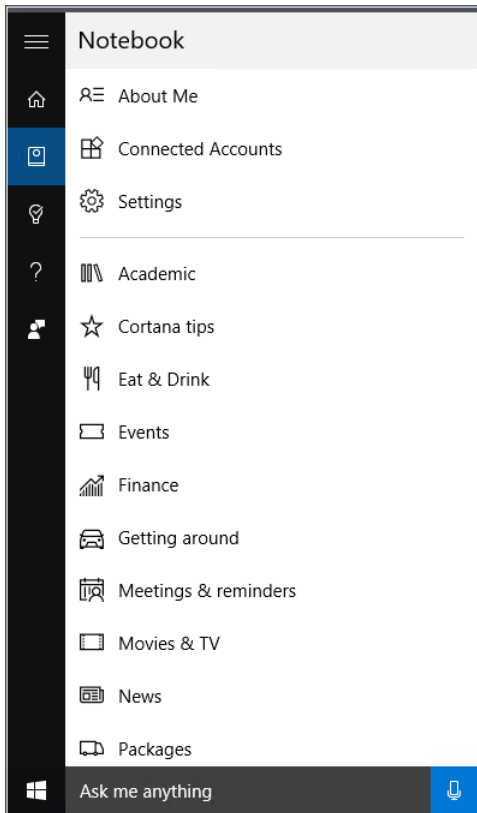 Notebook
About Me
Connected Accounts
Settings
Academic
Cortana tips
Eat & Drink
Events
Finance
Getting around
Meetings & reminders
Movies & TV
News
Packages
Ask me anything